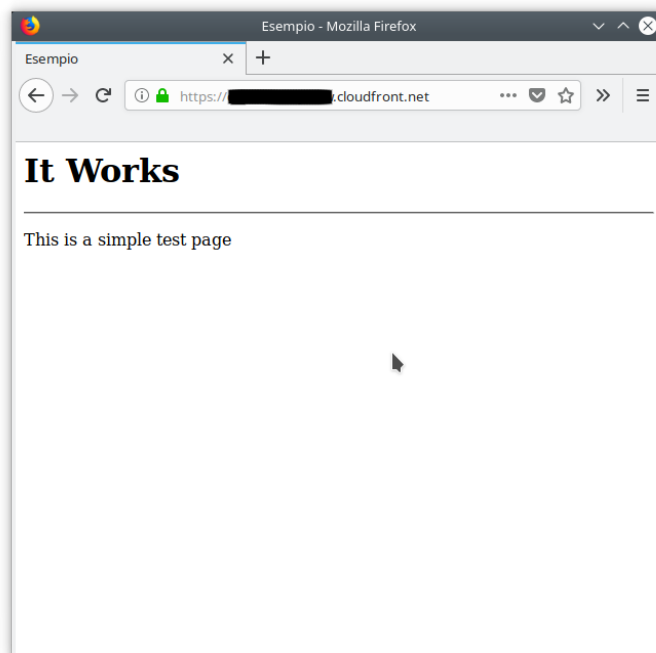 Esempio - Mozilla Firefox
Esempio
https://
.cloudfront.net
It Works
This is a simple test page